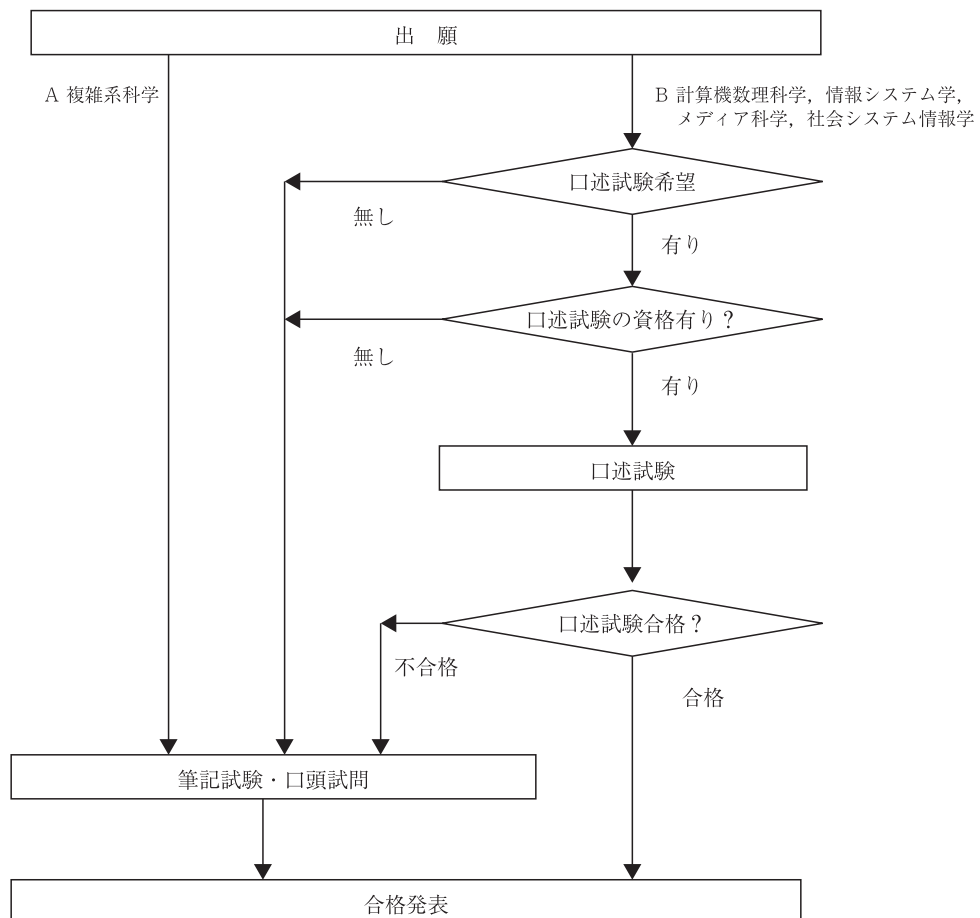 出　願
A 複雑系科学
B 計算機数理科学，情報システム学，
メディア科学，社会システム情報学
口述試験希望
無し
有り
口述試験の資格有り？
無し
有り
口述試験
口述試験合格？
不合格
合格
筆記試験・口頭試問
合格発表